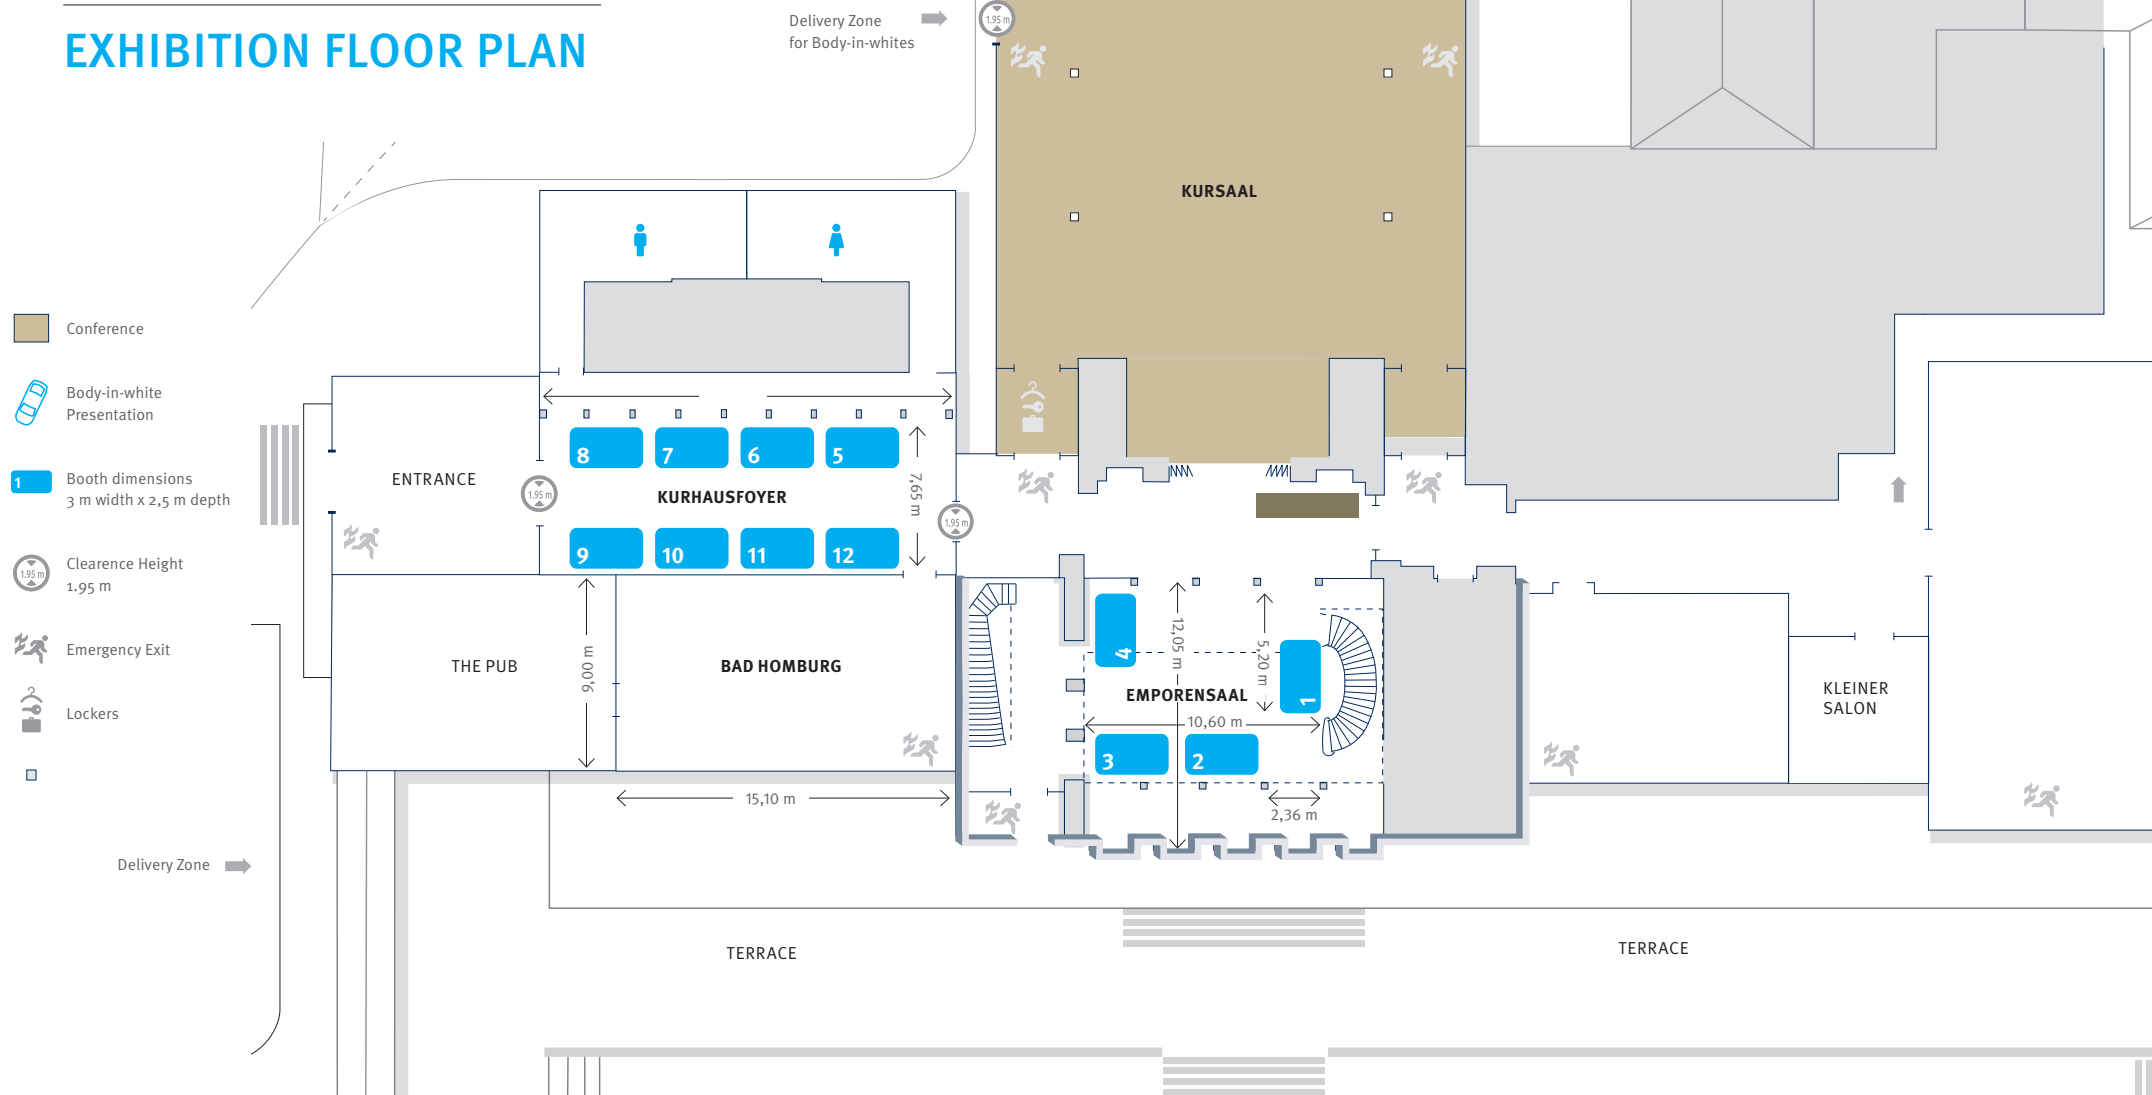 EXHIBITION FLOOR PLAN
Delivery Zone
for Body-in-whites
1.95 m
KURSAAL
Conference
Body-in-white
Presentation
1
Booth dimensions
3 m width x 2,5 m depth
1.95 m
Clearence Height
1.95 m
Emergency Exit
Lockers
Delivery Zone
ENTRANCE
1.95 m
8
7
6
5
KURHAUSFOYER
7,65 m
1.95 m
9
10
11
12
THE PUB
9,00 m
BAD HOMBURG
15,10 m
4
12,05 m
5,20 m
1
EMPORENSAAL
10,60 m
3
2
2,36 m
KLEINER
SALON
TERRACE
TERRACE